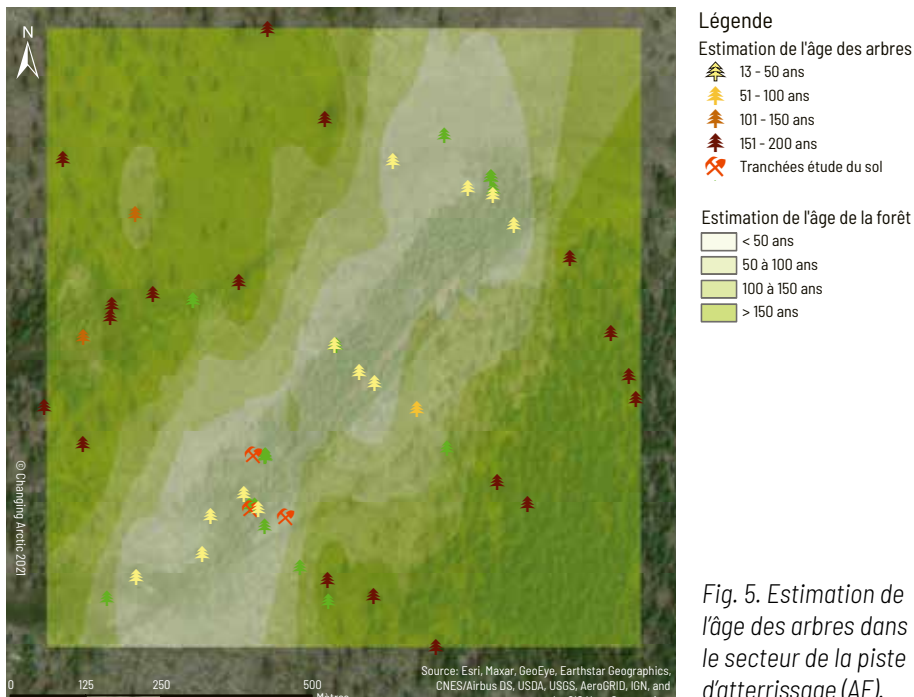 N
© Changing Arctic 2021
0 125 250 500
Mètres
Source: Esri, Maxar, GeoEye, Earthstar Geographics,
CNES/Airbus DS, USDA, USGS, AeroGRID, IGN, and
Légende
Estimation de l'âge des arbres
13 - 50 ans
51 - 100 ans
101 - 150 ans
151 - 200 ans
Tranchées étude du sol
Estimation de l'âge de la forêt
< 50 ans
50 à 100 ans
100 à 150 ans
> 150 ans
Fig. 5. Estimation de
l'âge des arbres dans
le secteur de la piste
d'atterrissage (AF).